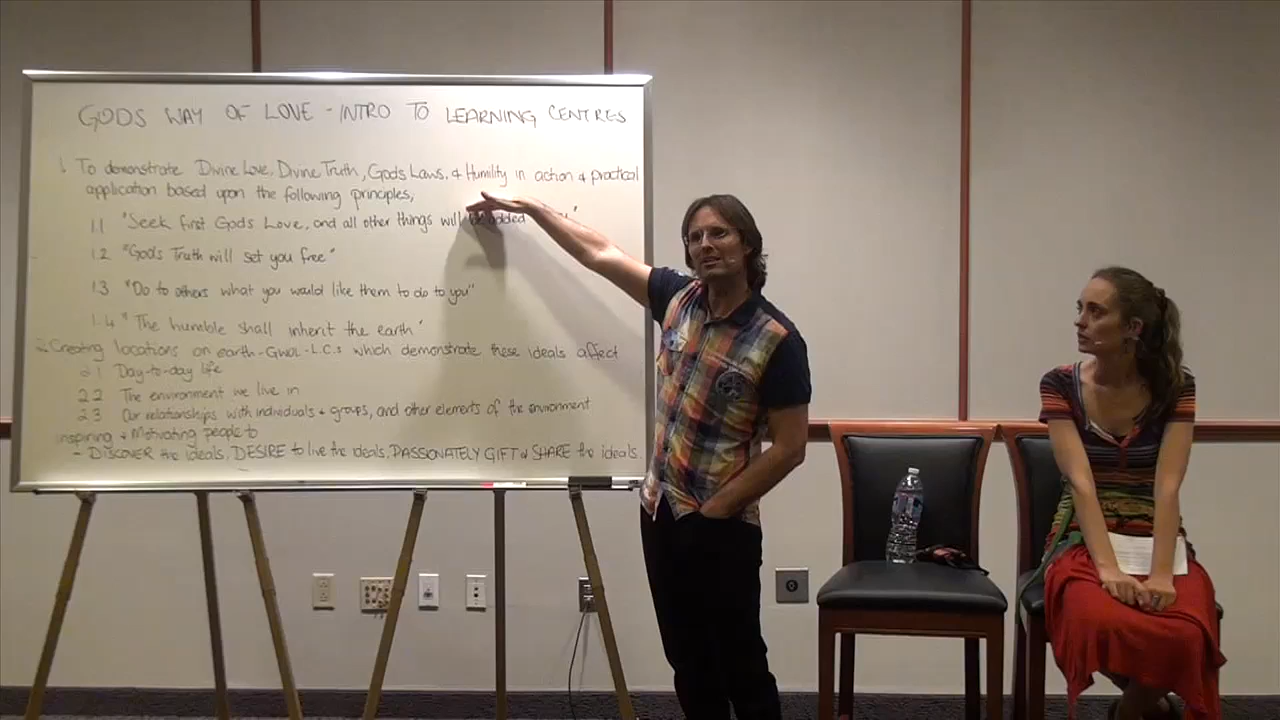 GODS WAY OF LOVE - INTRO TO LEARNING CENTRES
1. To demonstrate Divine Love, Divine Truth, Gods Laws, & Humility in action & practical
application based upon the following principles,
1.1 "Seek first Gods Love, and all other things will be added
1.2 "Gods Truth will set you free"
1.3 "Do to others what you would like them to do to you"
1.4 "The humble shall inherit the earth"
2. Creating locations on earth - GWOL - L.C.s which demonstrate these ideals affect
2.1 Day-to-day life
2.2 The environment we live in
2.3 Our relationships with individuals & groups, and other elements of the environment
inspiring & Motivating people to
- DISCOVER the ideals, DESIRE to live the ideals, PASSIONATELY GIFT & SHARE the ideals.